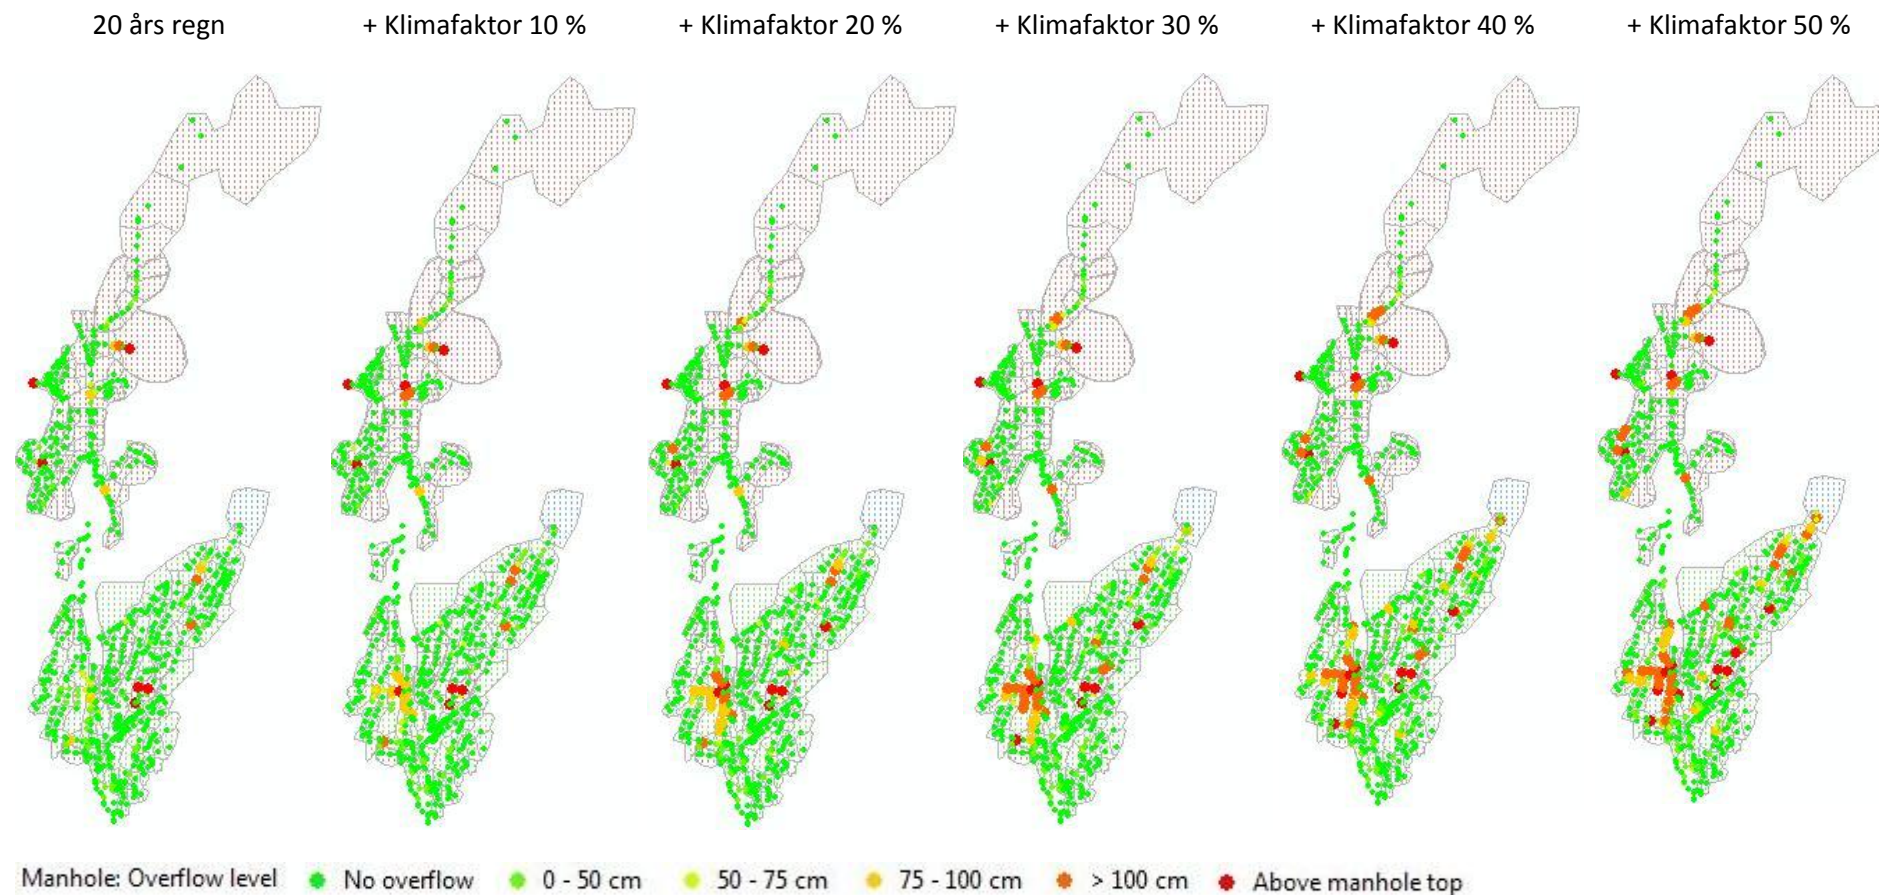 20 års regn + Klimafaktor 10 % + Klimafaktor 20 % + Klimafaktor 30 % + Klimafaktor 40 % + Klimafaktor 50 %
Manhole: Overflow level No overflow 0 - 50 cm 50 - 75 cm 75 - 100 cm > 100 cm Above manhole top